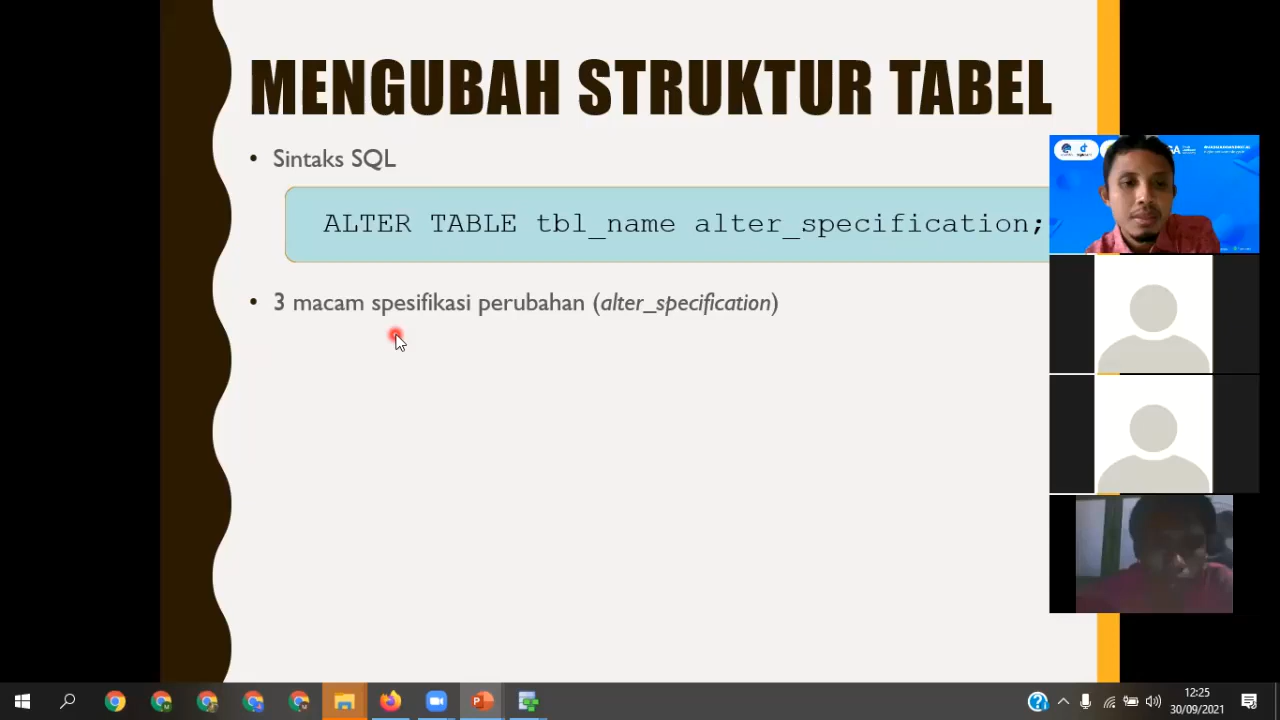 MENGUBAH STRUKTUR TABEL
• Sintaks SQL
ALTER TABLE tbl_name alter_specification;
• 3 macam spesifikasi perubahan (alter_specification)
12:25
30/09/2021